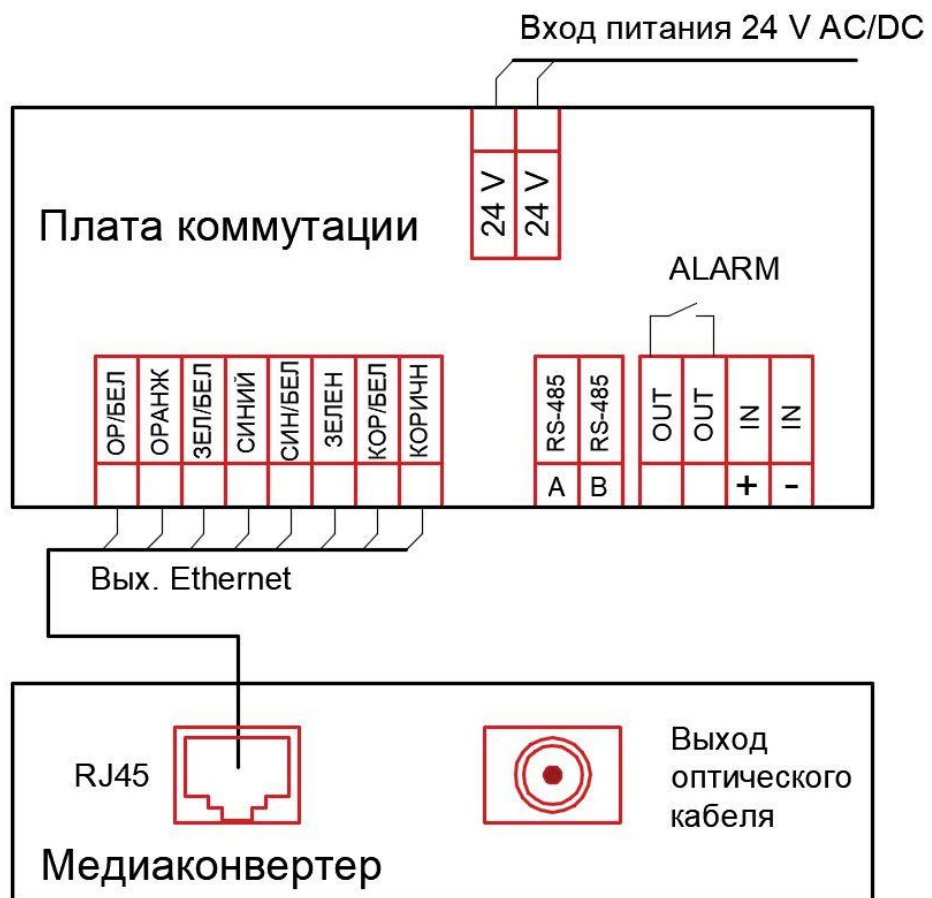 Вход питания 24 V AC/DC
24 V
24 V
Плата коммутации
ALARM
ОР/БЕЛ
ОРАНЖ
ЗЕЛ/БЕЛ
СИНИЙ
СИН/БЕЛ
ЗЕЛЕН
КОР/БЕЛ
КОРИЧН
RS-485
RS-485
OUT
OUT
IN
IN
A
B
+
-
Вых. Ethernet
RJ45
Выход
оптического
кабеля
Медиаконвертер